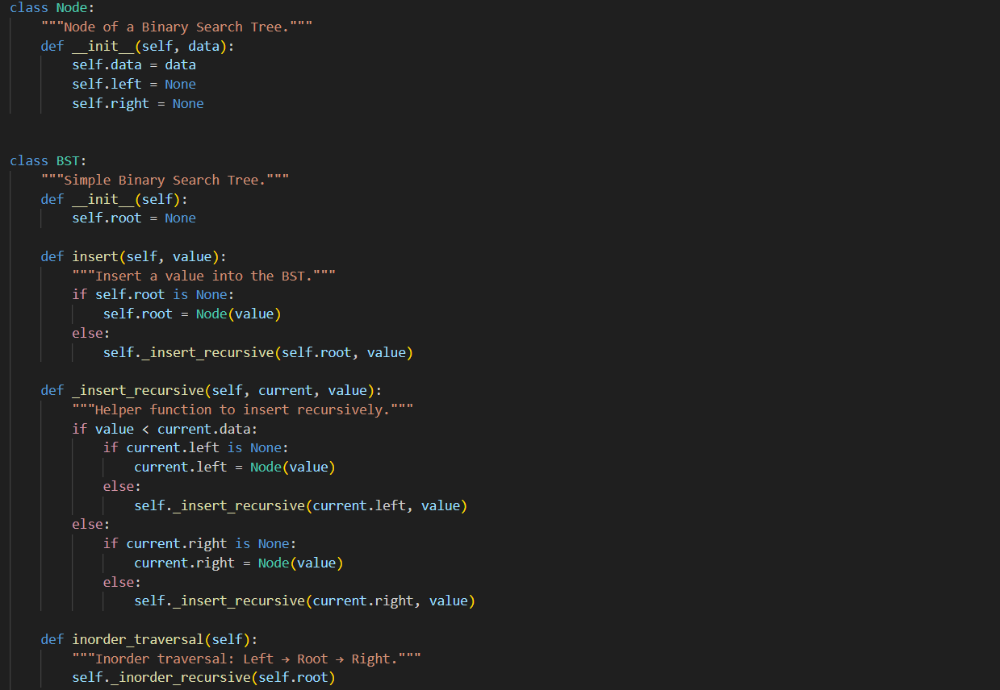 class Node:
    """Node of a Binary Search Tree."""
    def __init__(self, data):
        self.data = data
        self.left = None
        self.right = None


class BST:
    """Simple Binary Search Tree."""
    def __init__(self):
        self.root = None

    def insert(self, value):
        """Insert a value into the BST."""
        if self.root is None:
            self.root = Node(value)
        else:
            self._insert_recursive(self.root, value)

    def _insert_recursive(self, current, value):
        """Helper function to insert recursively."""
        if value < current.data:
            if current.left is None:
                current.left = Node(value)
            else:
                self._insert_recursive(current.left, value)
        else:
            if current.right is None:
                current.right = Node(value)
            else:
                self._insert_recursive(current.right, value)

    def inorder_traversal(self):
        """Inorder traversal: Left → Root → Right."""
        self._inorder_recursive(self.root)